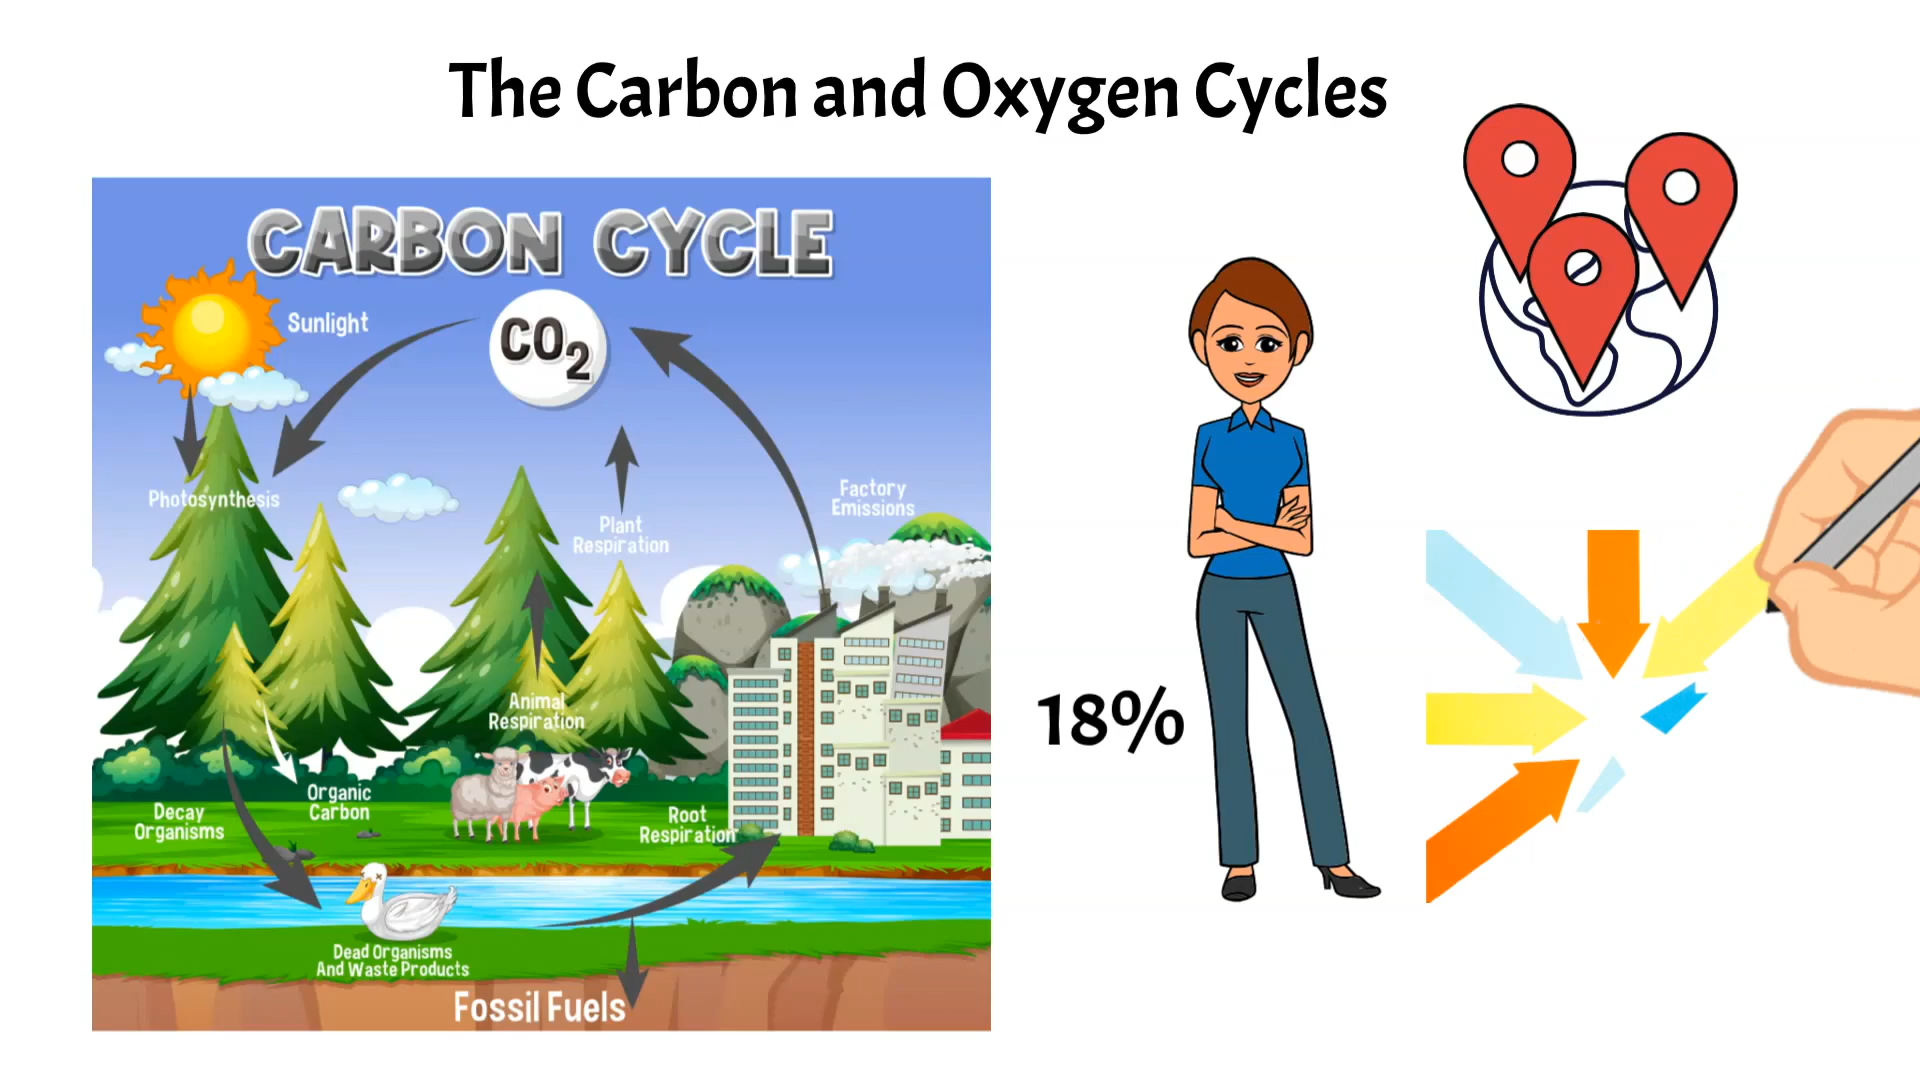 The Carbon and Oxygen Cycles
CARBON CYCLE
Sunlight
CO2
Photosynthesis
Plant
Respiration
Factory
Emissions
Animal
Respiration
Organic
Carbon
Decay
Organisms
Root
Respiration
Dead Organisms
And Waste Products
Fossil Fuels
18%